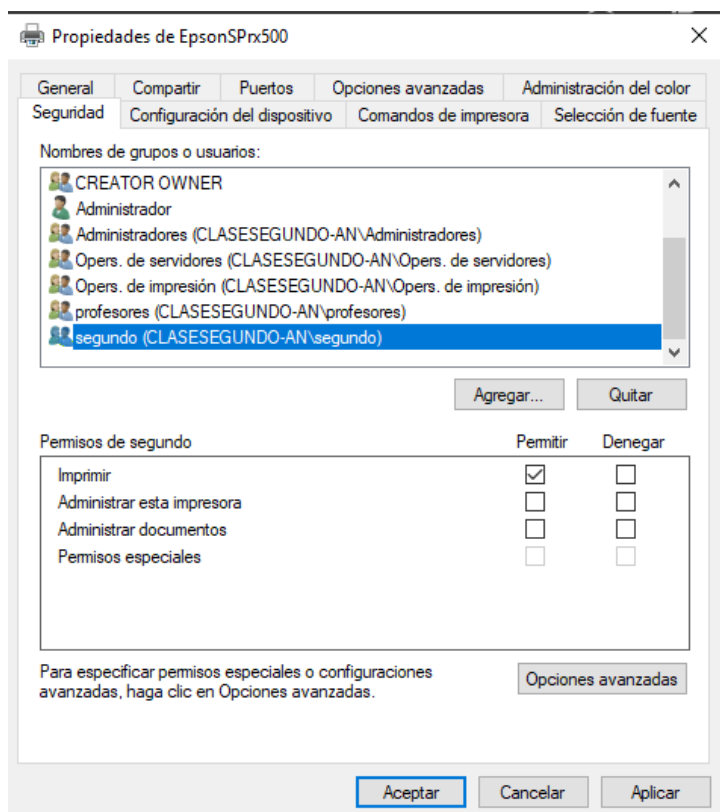 Propiedades de EpsonSPrx500
General Compartir Puertos Opciones avanzadas Administración del color
Seguridad Configuración del dispositivo Comandos de impresora Selección de fuente
Nombres de grupos o usuarios:
CREATOR OWNER
Administrador
Administradores (CLASESEGUNDO-AN\Administradores)
Opers. de servidores (CLASESEGUNDO-AN\Opers. de servidores)
Opers. de impresión (CLASESEGUNDO-AN\Opers. de impresión)
profesores (CLASESEGUNDO-AN\profesores)
segundo (CLASESEGUNDO-AN\segundo)
Agregar... Quitar
Permisos de segundo Permitir Denegar
Imprimir
Administrar esta impresora
Administrar documentos
Permisos especiales
Para especificar permisos especiales o configuraciones
avanzadas, haga clic en Opciones avanzadas.
Opciones avanzadas
Aceptar Cancelar Aplicar